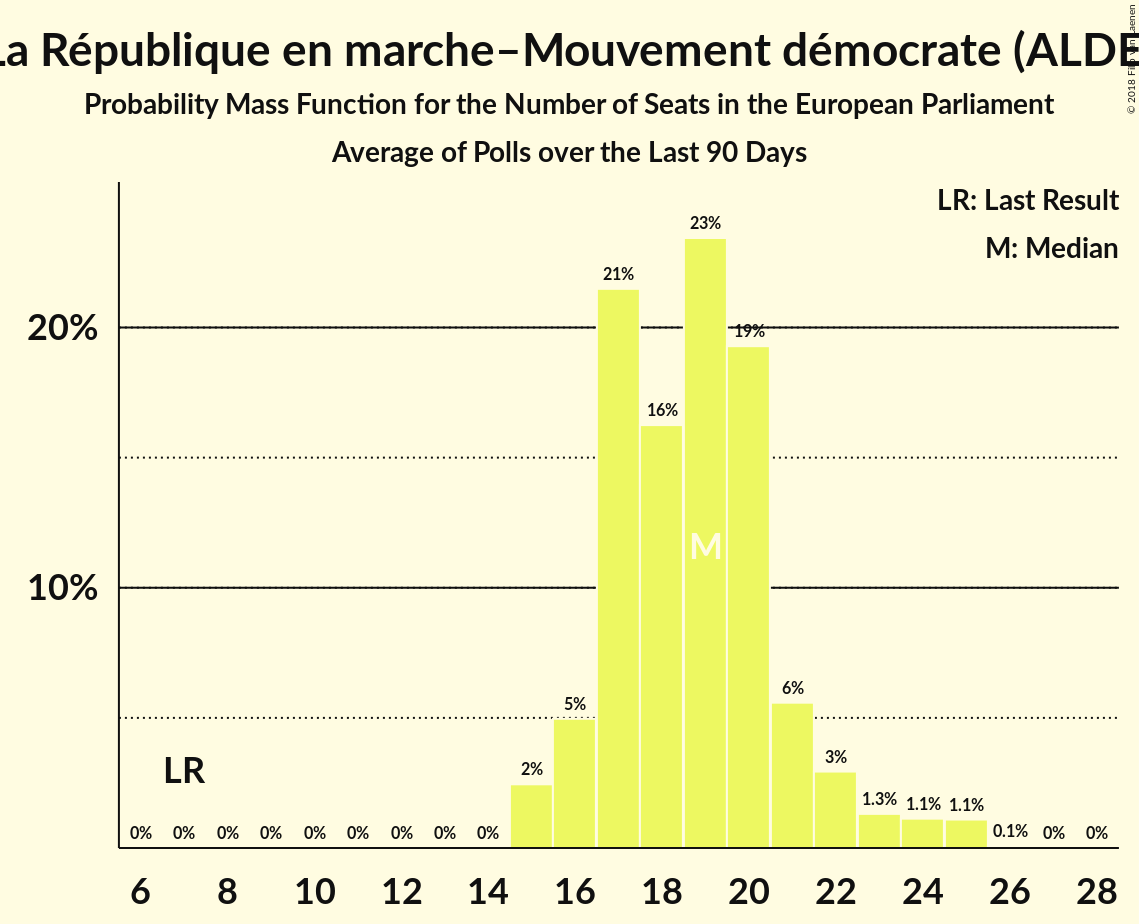 La République en marche–Mouvement démocrate (ALDE
Probability Mass Function for the Number of Seats in the European Parliament
Average of Polls over the Last 90 Days
LR: Last Result
M: Median
20%
10%
23%
21%
19%
16%
M
6%
5%
3%
LR
2%
1.3%
1.1%
1.1%
0.1%
0% 0% 0% 0% 0% 0% 0% 0% 0%
0% 0%
6 8 10 12 14 16 18 20 22 24 26 28
© 2018